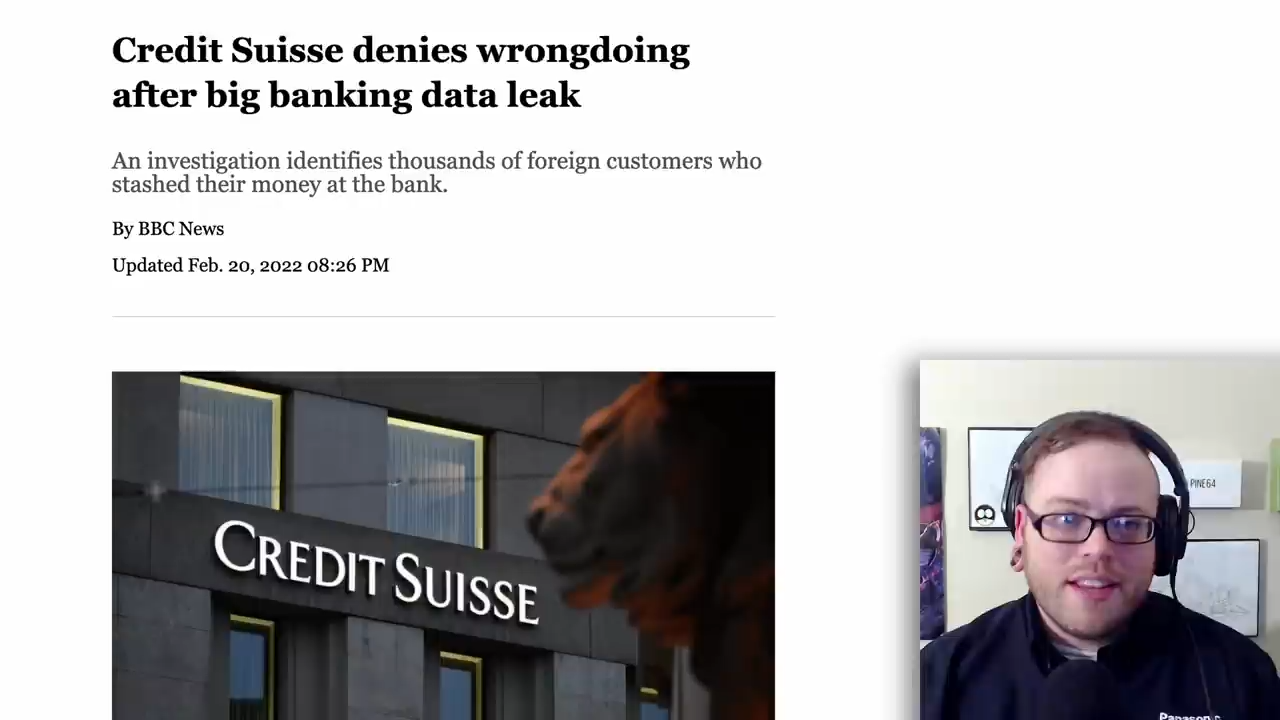 Credit Suisse denies wrongdoing
after big banking data leak
An investigation identifies thousands of foreign customers who
stashed their money at the bank.
By BBC News
Updated Feb. 20, 2022 08:26 PM
CREDIT SUISSE
PINE64
Panasonic